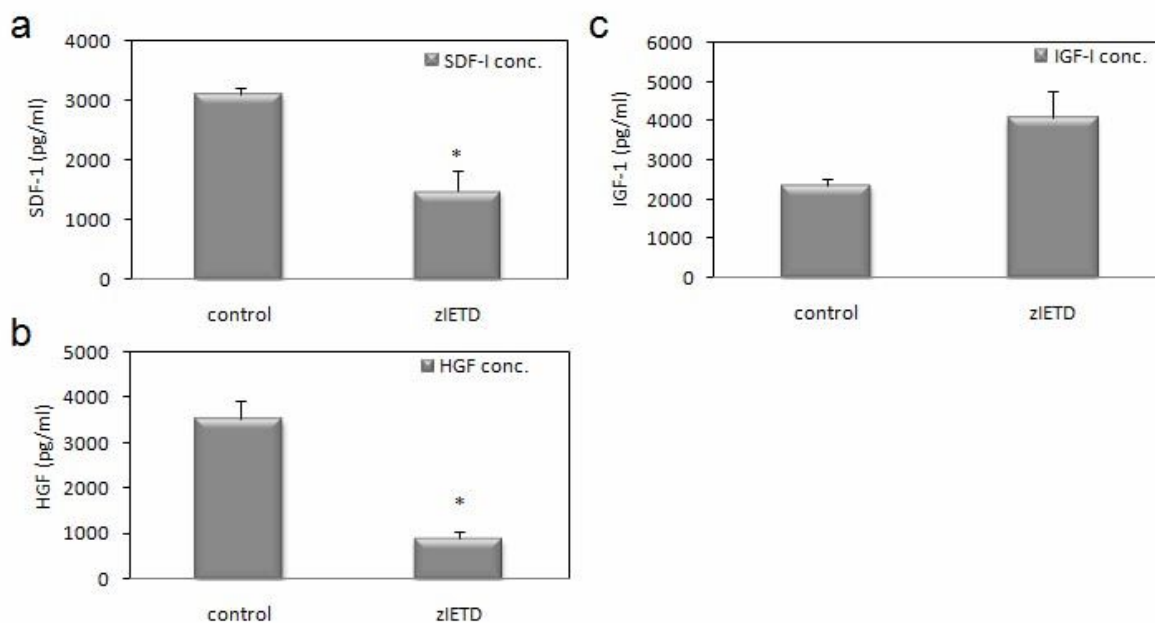 a
4000
3000
2000
1000
0
SDF-1 (pg/ml)
SDF-I conc.
*
control zIETD
b
5000
4000
3000
2000
1000
0
HGF (pg/ml)
HGF conc.
*
control zIETD
c
6000
5000
4000
3000
2000
1000
0
IGF-1 (pg/ml)
IGF-I conc.
control zIETD